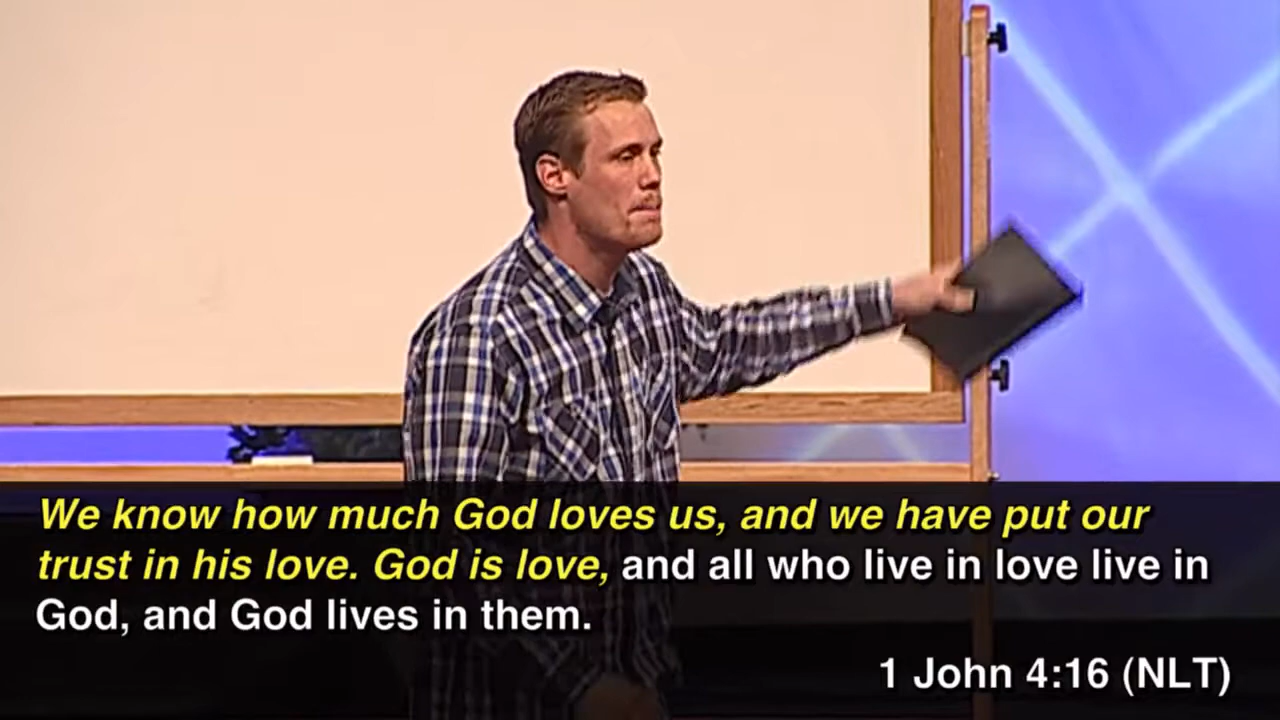 We know how much God loves us, and we have put our
trust in his love. God is love, and all who live in love live in
God, and God lives in them.
1 John 4:16 (NLT)